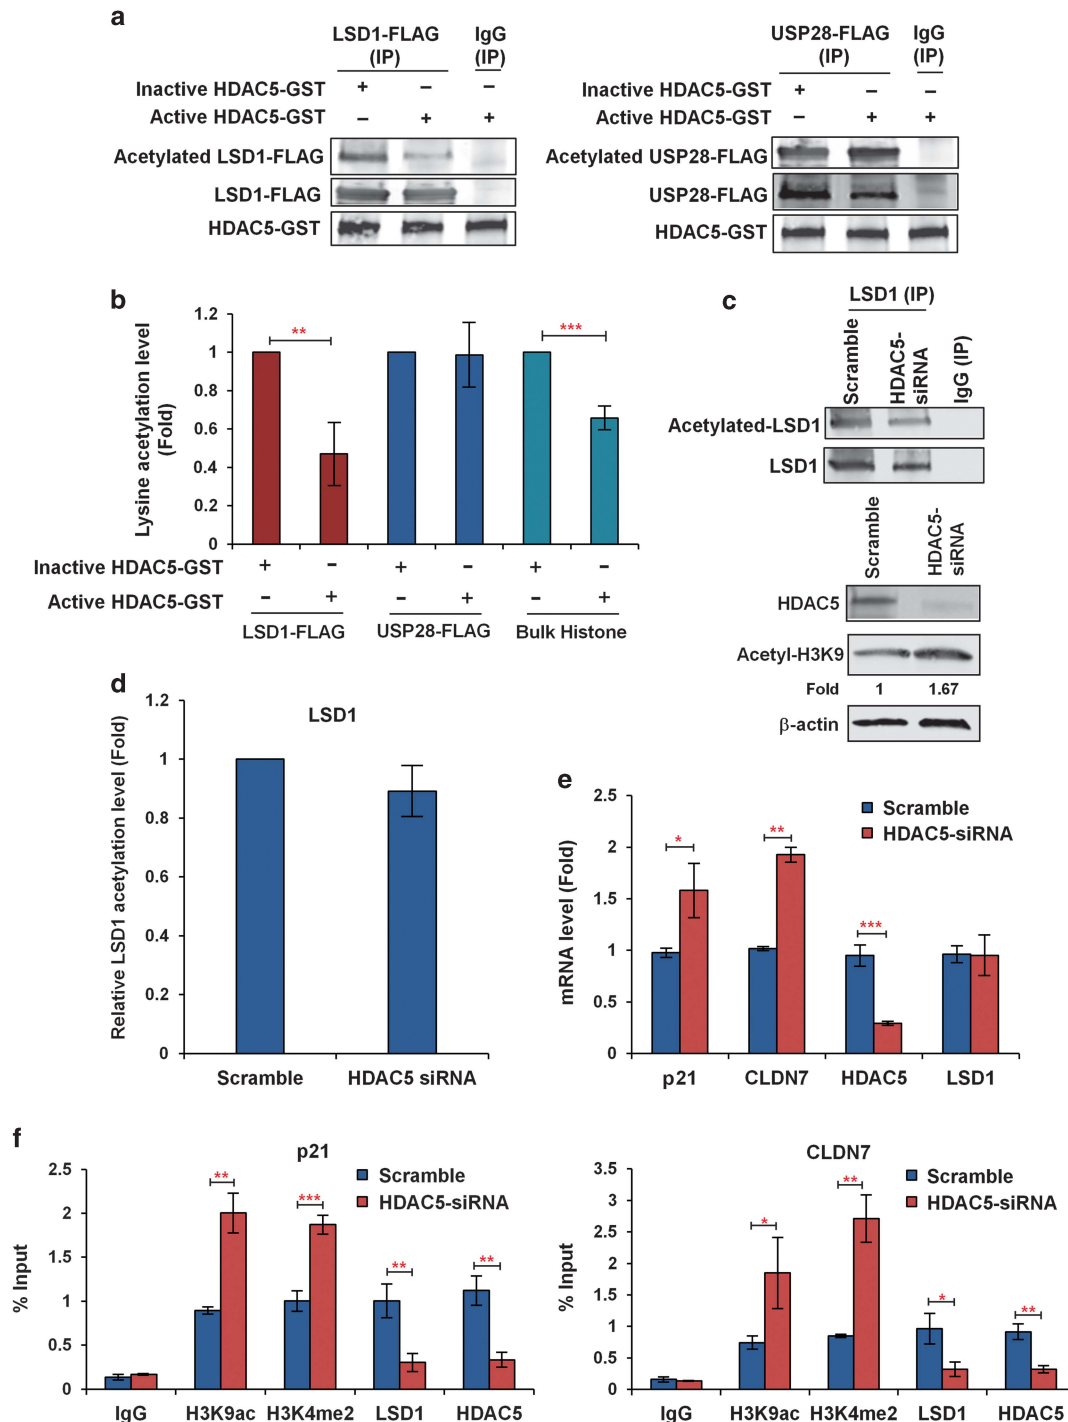 a
LSD1-FLAG (IP)
IgG (IP)
Inactive HDAC5-GST + – –
Active HDAC5-GST – + +
Acetylated LSD1-FLAG
LSD1-FLAG
HDAC5-GST
USP28-FLAG (IP)
IgG (IP)
Inactive HDAC5-GST + – –
Active HDAC5-GST – + +
Acetylated USP28-FLAG
USP28-FLAG
HDAC5-GST
b
Lysine acetylation level (Fold)
1.2
1
0.8
0.6
0.4
0.2
0
**
***
Inactive HDAC5-GST + – + – + –
Active HDAC5-GST – + – + – +
LSD1-FLAG USP28-FLAG Bulk Histone
c
LSD1 (IP)
Scramble
HDAC5-siRNA
IgG (IP)
Acetylated-LSD1
LSD1
Scramble
HDAC5-siRNA
HDAC5
Acetyl-H3K9
Fold 1 1.67
β-actin
d
LSD1
Relative LSD1 acetylation level (Fold)
1.2
1
0.8
0.6
0.4
0.2
0
Scramble HDAC5 siRNA
e
mRNA level (Fold)
2.5
2
1.5
1
0.5
0
Scramble
HDAC5-siRNA
*
**
***
p21 CLDN7 HDAC5 LSD1
f
p21
% Input
2.5
2
1.5
1
0.5
0
Scramble
HDAC5-siRNA
**
***
**
**
IgG H3K9ac H3K4me2 LSD1 HDAC5
CLDN7
% Input
3.5
3
2.5
2
1.5
1
0.5
0
Scramble
HDAC5-siRNA
*
**
*
**
IgG H3K9ac H3K4me2 LSD1 HDAC5